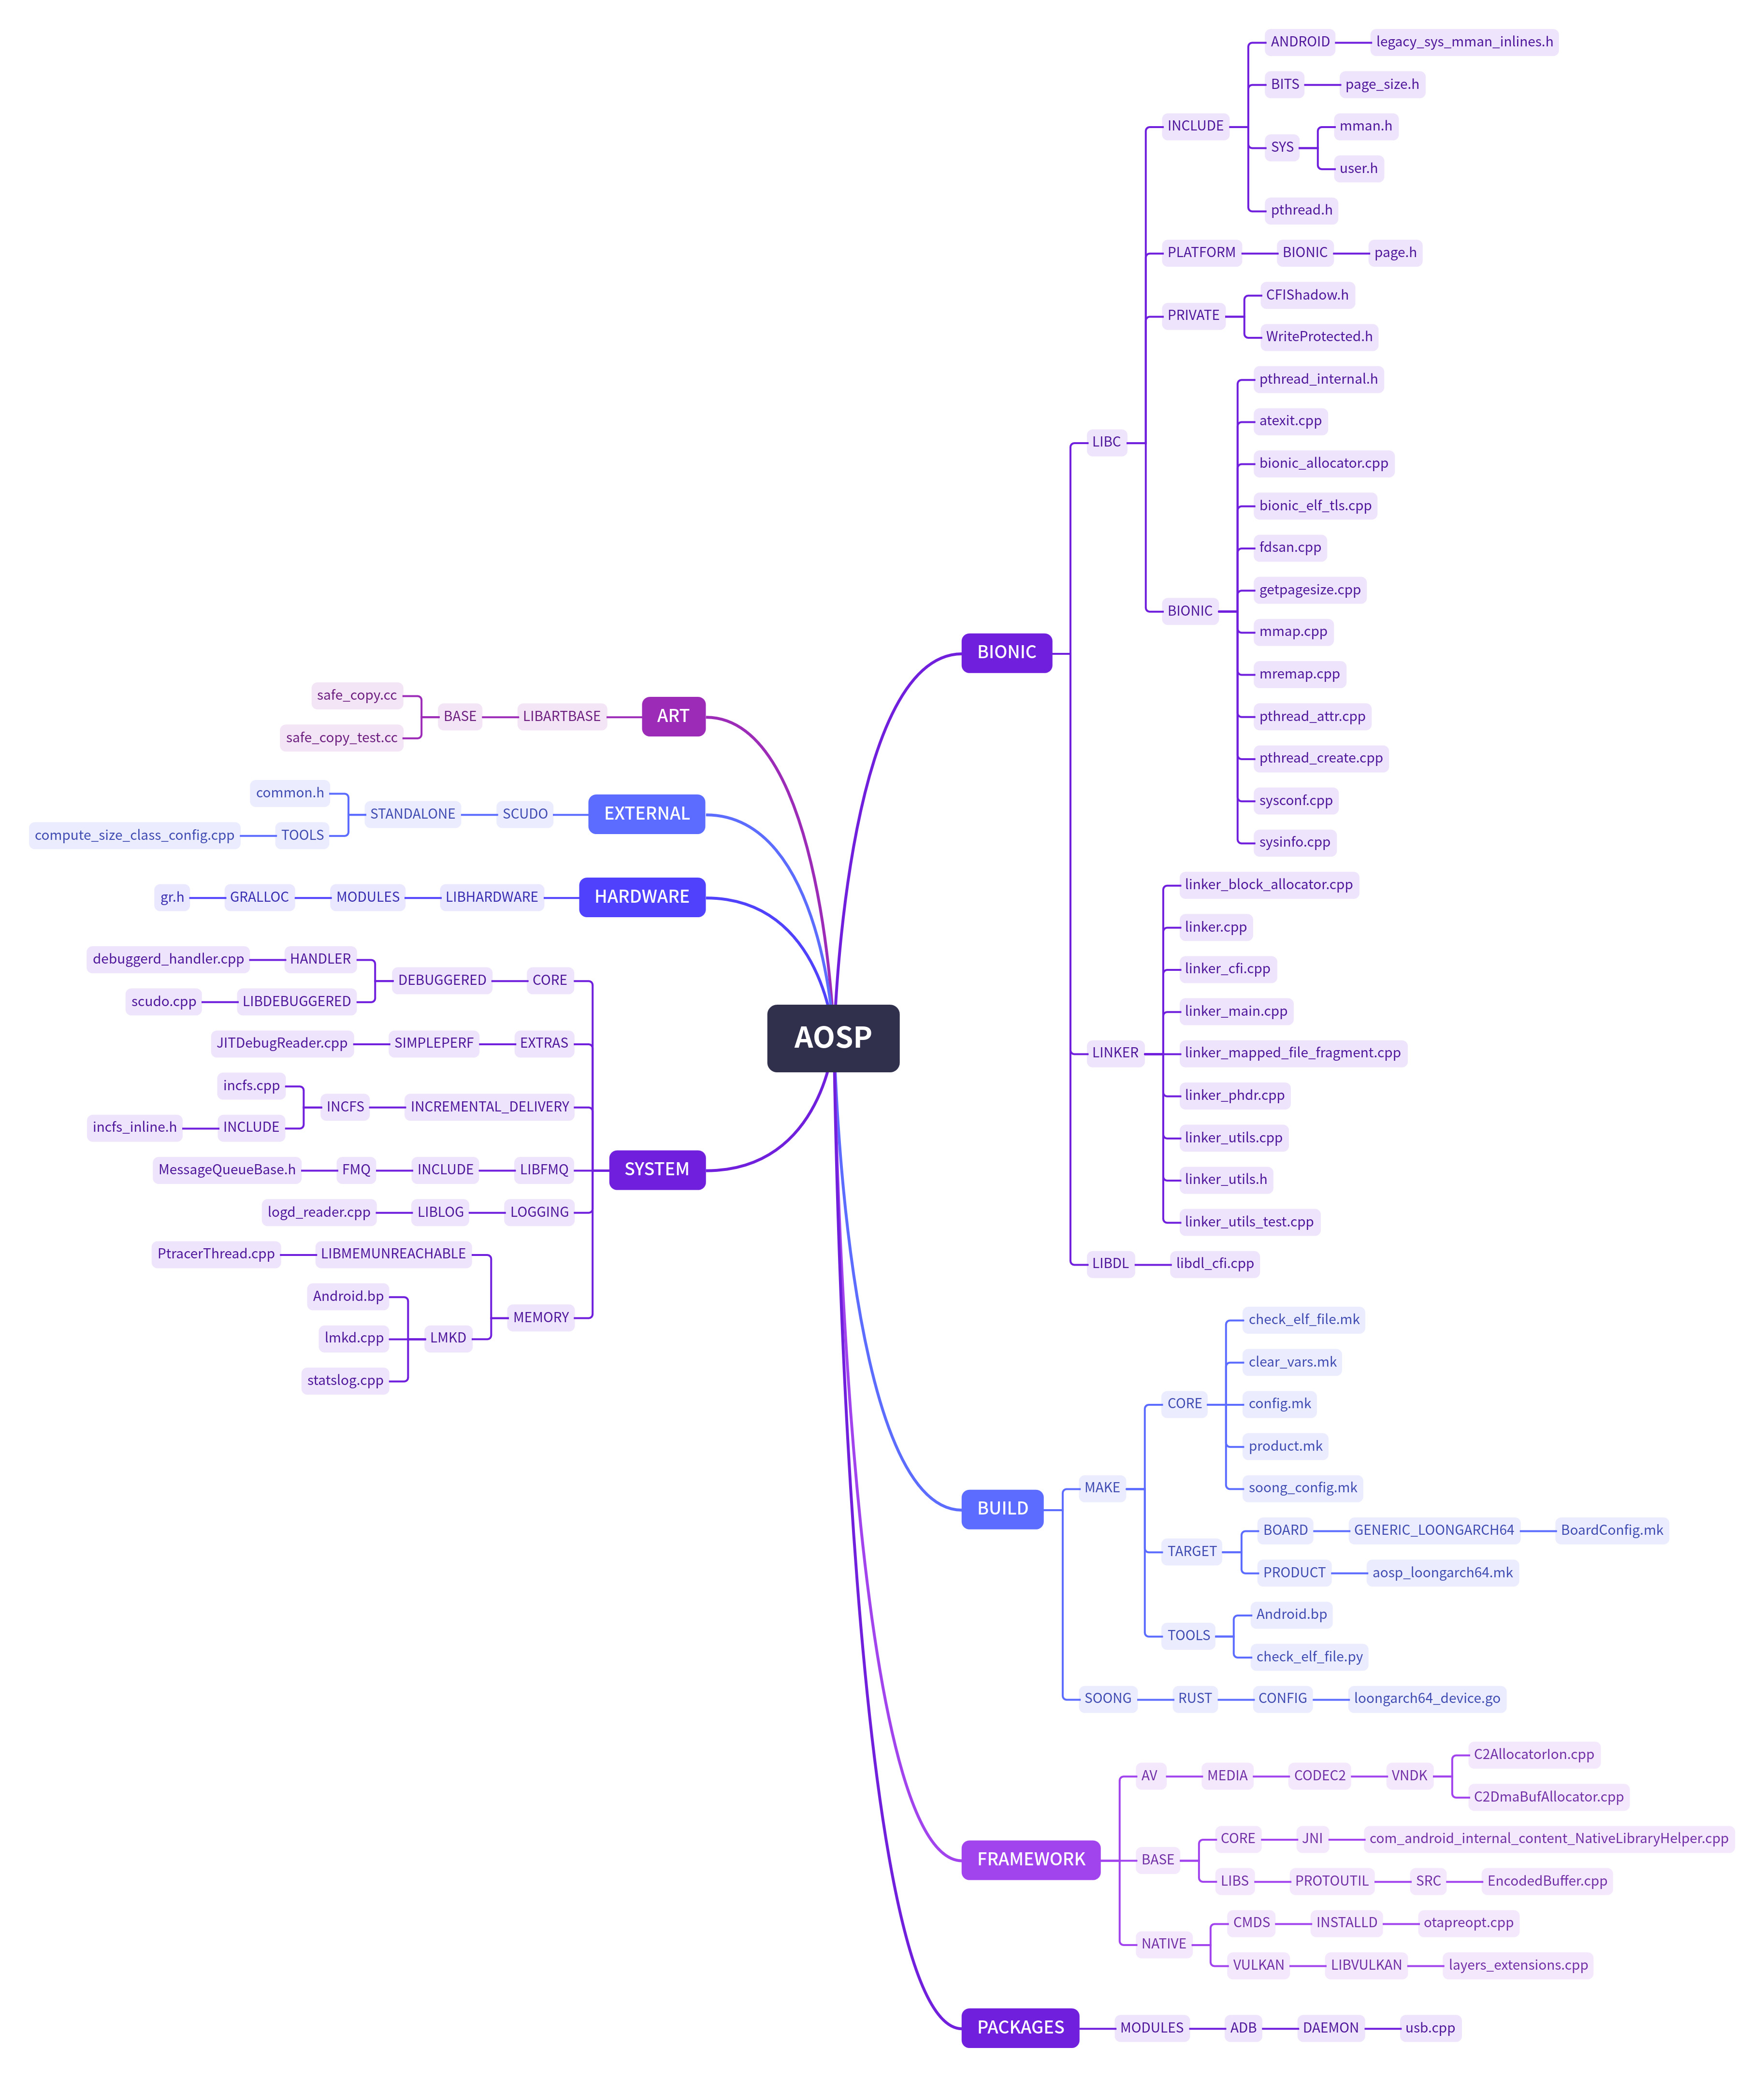 AOSP
BIONIC
LIBC
INCLUDE
ANDROID
legacy_sys_mman_inlines.h
BITS
page_size.h
SYS
mman.h
user.h
pthread.h
PLATFORM
BIONIC
page.h
PRIVATE
CFIShadow.h
WriteProtected.h
BIONIC
pthread_internal.h
atexit.cpp
bionic_allocator.cpp
bionic_elf_tls.cpp
fdsan.cpp
getpagesize.cpp
mmap.cpp
mremap.cpp
pthread_attr.cpp
pthread_create.cpp
sysconf.cpp
sysinfo.cpp
LINKER
linker_block_allocator.cpp
linker.cpp
linker_cfi.cpp
linker_main.cpp
linker_mapped_file_fragment.cpp
linker_phdr.cpp
linker_utils.cpp
linker_utils.h
linker_utils_test.cpp
LIBDL
libdl_cfi.cpp
BUILD
MAKE
CORE
check_elf_file.mk
clear_vars.mk
config.mk
product.mk
soong_config.mk
TARGET
BOARD
GENERIC_LOONGARCH64
BoardConfig.mk
PRODUCT
aosp_loongarch64.mk
TOOLS
Android.bp
check_elf_file.py
SOONG
RUST
CONFIG
loongarch64_device.go
FRAMEWORK
AV
MEDIA
CODEC2
VNDK
C2AllocatorIon.cpp
C2DmaBufAllocator.cpp
BASE
CORE
JNI
com_android_internal_content_NativeLibraryHelper.cpp
LIBS
PROTOUTIL
SRC
EncodedBuffer.cpp
NATIVE
CMDS
INSTALLD
otapreopt.cpp
VULKAN
LIBVULKAN
layers_extensions.cpp
PACKAGES
MODULES
ADB
DAEMON
usb.cpp
ART
LIBARTBASE
BASE
safe_copy.cc
safe_copy_test.cc
EXTERNAL
SCUDO
STANDALONE
common.h
TOOLS
compute_size_class_config.cpp
HARDWARE
LIBHARDWARE
MODULES
GRALLOC
gr.h
SYSTEM
CORE
DEBUGGERED
HANDLER
debuggerd_handler.cpp
LIBDEBUGGERED
scudo.cpp
EXTRAS
SIMPLEPERF
JITDebugReader.cpp
INCREMENTAL_DELIVERY
INCFS
incfs.cpp
INCLUDE
incfs_inline.h
LIBFMQ
INCLUDE
FMQ
MessageQueueBase.h
LOGGING
LIBLOG
logd_reader.cpp
MEMORY
LIBMEMUNREACHABLE
PtracerThread.cpp
LMKD
Android.bp
lmkd.cpp
statslog.cpp